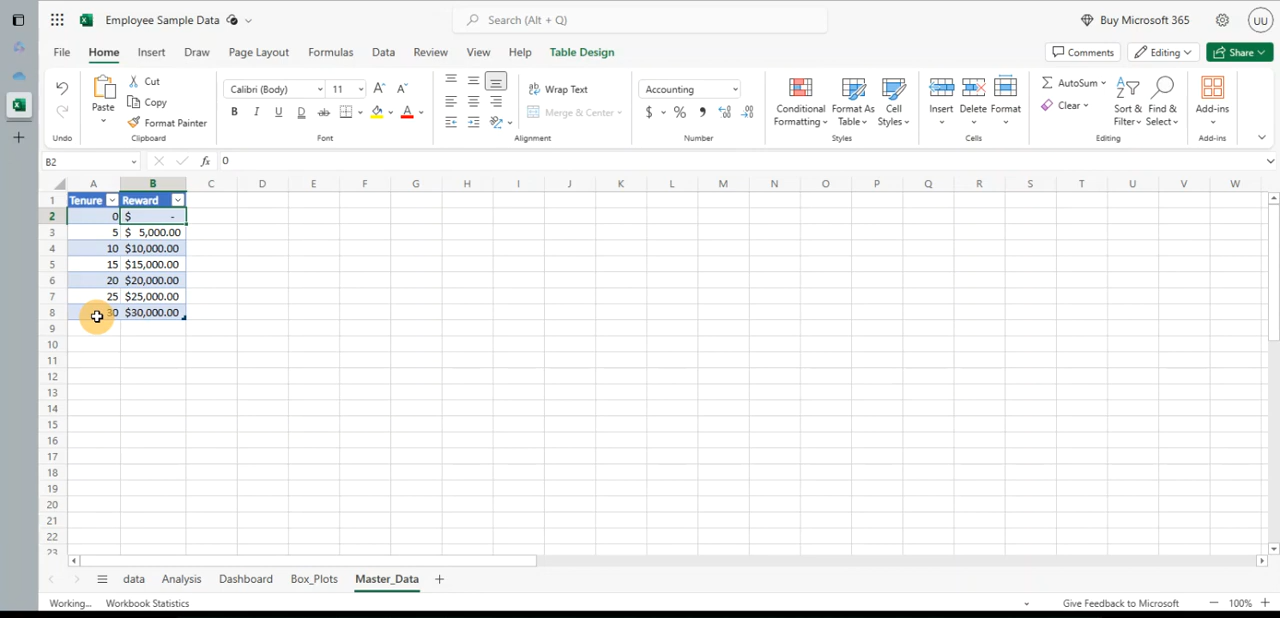 Employee Sample Data
Search (Alt + Q)
Buy Microsoft 365
UU
File Home Insert Draw Page Layout Formulas Data Review View Help Table Design
Comments Editing Share
Paste Cut Copy Format Painter
Calibri (Body) 11 A A
B I U D ab A
Wrap Text
Merge & Center
Accounting
$ % 9
Conditional Formatting Format As Table Cell Styles
Insert Delete Format
AutoSum Clear
Sort & Filter Find & Select
Add-ins
Undo Clipboard Font Alignment Number Styles Cells Editing Add-ins
B2 fx 0
A B C D E F G H I J K L M N O P Q R S T U V W
1 Tenure Reward
2 0 $ -
3 5 $ 5,000.00
4 10 $10,000.00
5 15 $15,000.00
6 20 $20,000.00
7 25 $25,000.00
8 30 $30,000.00
9
10
11
12
13
14
15
16
17
18
19
20
21
22
23
data Analysis Dashboard Box_Plots Master_Data
Working... Workbook Statistics Give Feedback to Microsoft 100%